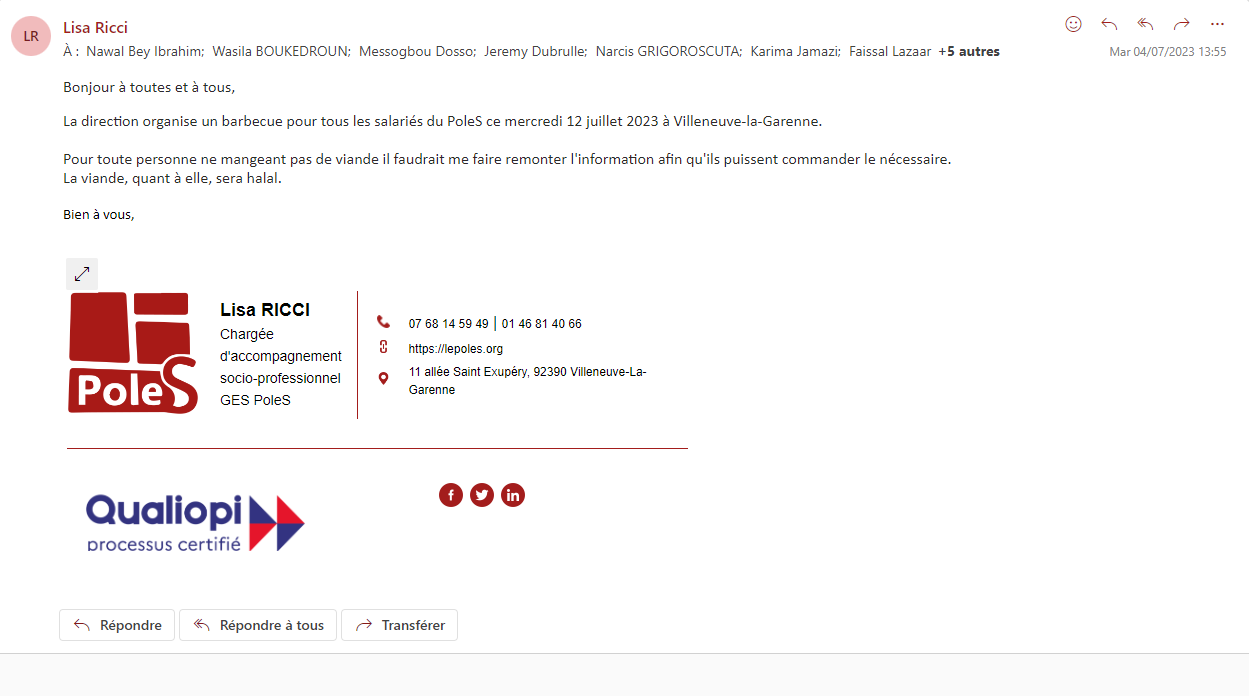 LR
Lisa Ricci
À : Nawal Bey Ibrahim; Wasila BOUKEDROUN; Messogbou Dosso; Jeremy Dubrulle; Narcis GRIGOROSCUTA; Karima Jamazi; Faissal Lazaar +5 autres
Mar 04/07/2023 13:55
Bonjour à toutes et à tous,
La direction organise un barbecue pour tous les salariés du PoleS ce mercredi 12 juillet 2023 à Villeneuve-la-Garenne.
Pour toute personne ne mangeant pas de viande il faudrait me faire remonter l'information afin qu'ils puissent commander le nécessaire.
La viande, quant à elle, sera halal.
Bien à vous,
PoleS
Lisa RICCI
Chargée
d'accompagnement
socio-professionnel
GES PoleS
07 68 14 59 49 | 01 46 81 40 66
https://lepoles.org
11 allée Saint Exupéry, 92390 Villeneuve-La-
Garenne
Qualiopi
processus certifié
Répondre
Répondre à tous
Transférer